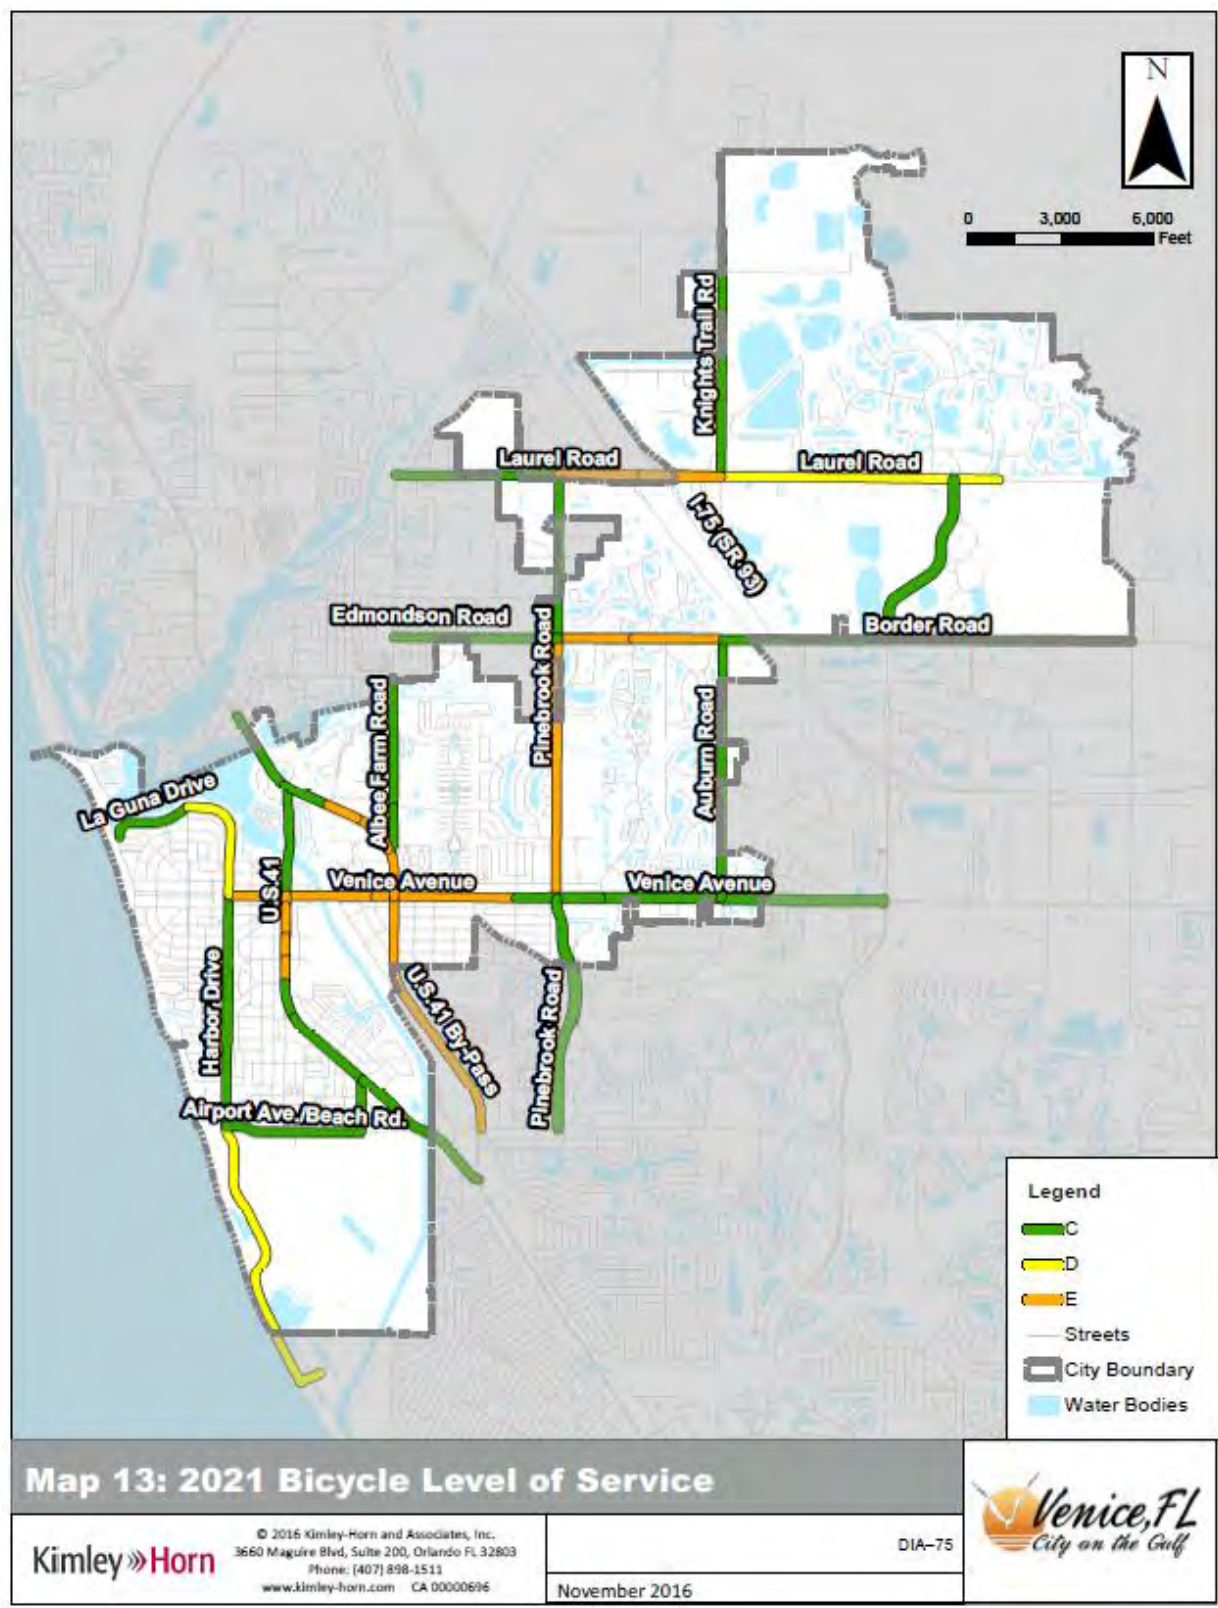 N
0 3,000 6,000
Feet
Knights Trail Rd
Laurel Road
Laurel Road
I-75 (SR 93)
Edmondson Road
Pinebrook Road
Border Road
Albee Farm Road
Auburn Road
La Guna Drive
U.S.41
Venice Avenue
Venice Avenue
Harbor Drive
U.S.41 By-Pass
Pinebrook Road
Airport Ave./Beach Rd.
Legend
C
D
E
Streets
City Boundary
Water Bodies
Map 13: 2021 Bicycle Level of Service
Kimley»Horn
© 2016 Kimley-Horn and Associates, Inc.
3660 Maguire Blvd, Suite 200, Orlando FL 32803
Phone: (407) 898-1511
www.kimley-horn.com CA 00000696
DIA–75
November 2016
Venice, FL
City on the Gulf